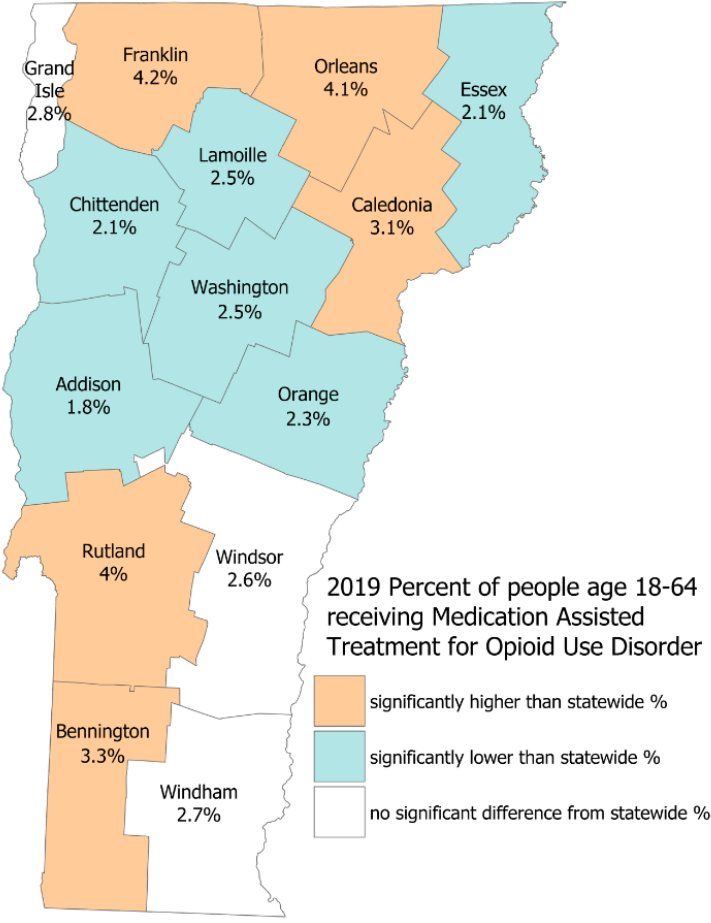 Grand
Isle
2.8%
Franklin
4.2%
Orleans
4.1%
Essex
2.1%
Lamoille
2.5%
Chittenden
2.1%
Caledonia
3.1%
Washington
2.5%
Addison
1.8%
Orange
2.3%
Rutland
4%
Windsor
2.6%
Bennington
3.3%
Windham
2.7%
2019 Percent of people age 18-64
receiving Medication Assisted
Treatment for Opioid Use Disorder
significantly higher than statewide %
significantly lower than statewide %
no significant difference from statewide %